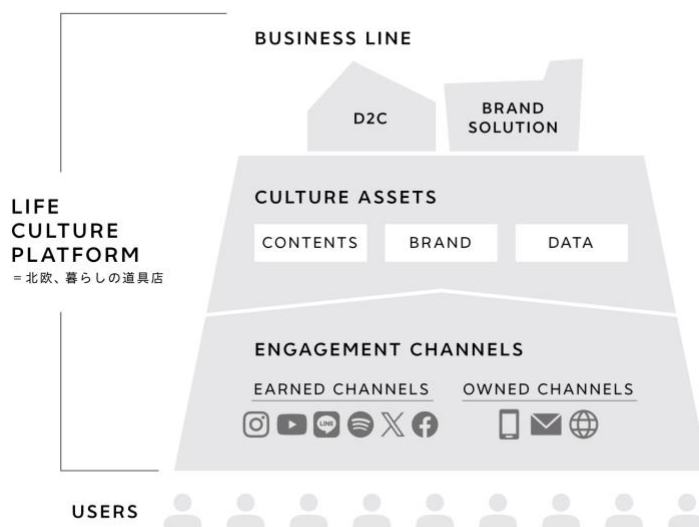 BUSINESS LINE
D2C
BRAND
SOLUTION
LIFE
CULTURE
PLATFORM
=北欧、暮らしの道具店
CULTURE ASSETS
CONTENTS
BRAND
DATA
ENGAGEMENT CHANNELS
EARNED CHANNELS
OWNED CHANNELS
LINE
USERS